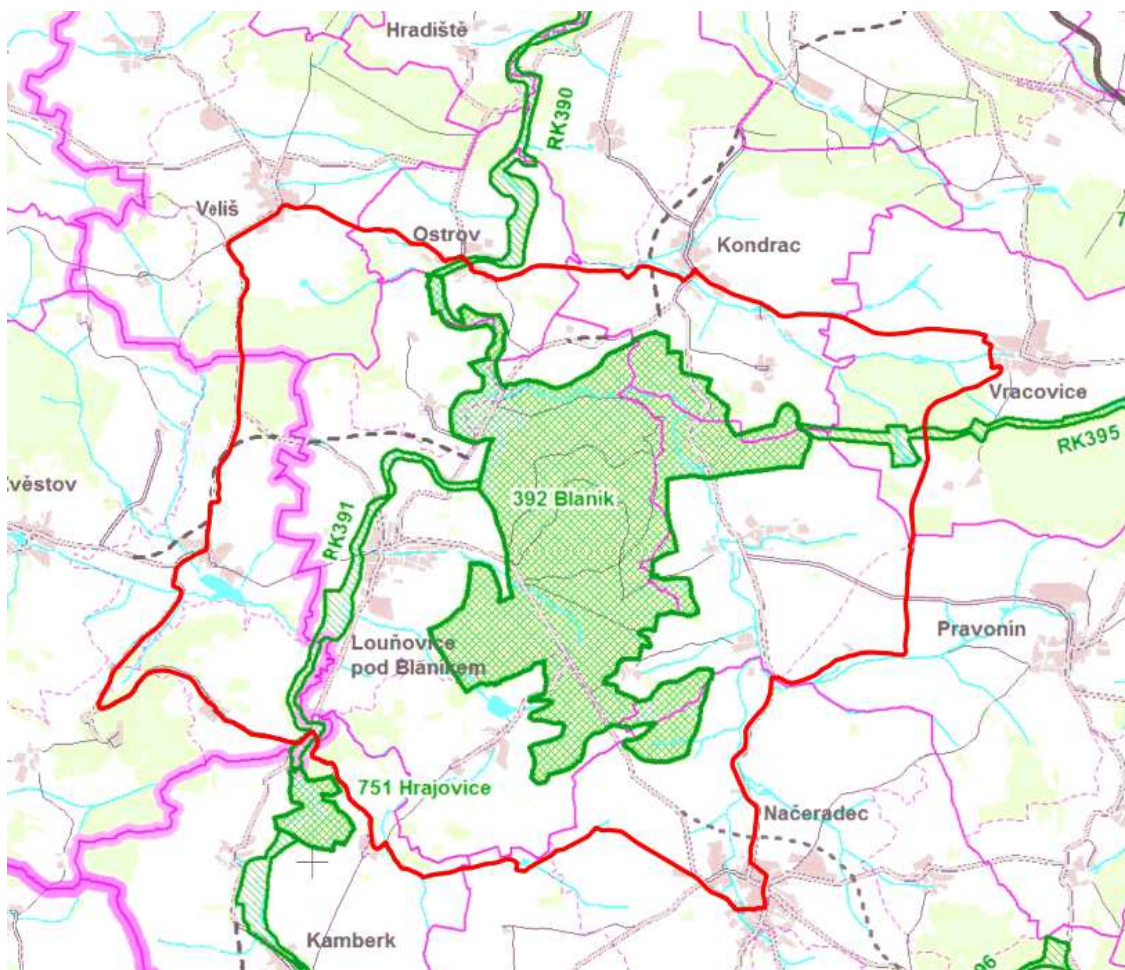 Hradiště
RK390
Veliš
Ostrov
Kondrac
Vracovice
RK395
392 Blaník
RK391
Louňovice
pod Blaníkem
Pravonín
751 Hrajovice
Načeradec
Kamberk